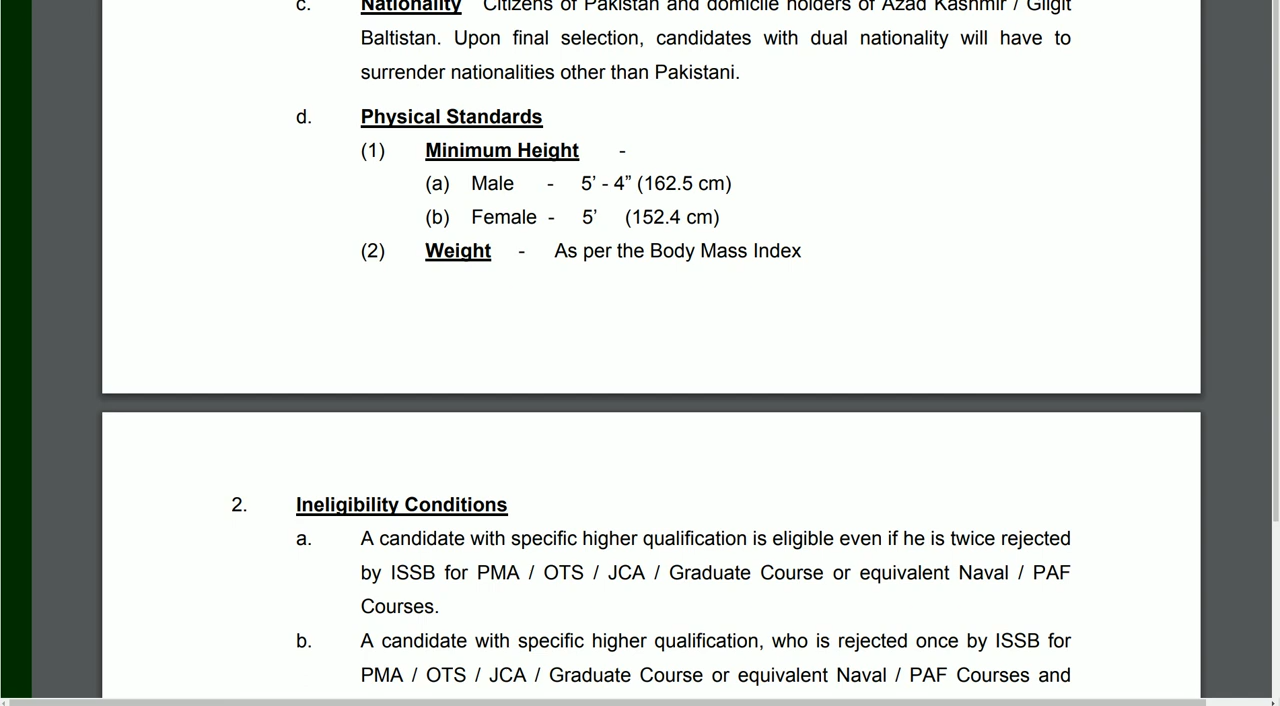 c. Nationality Citizens of Pakistan and domicile holders of Azad Kashmir / Gilgit
Baltistan. Upon final selection, candidates with dual nationality will have to
surrender nationalities other than Pakistani.
d. Physical Standards
(1) Minimum Height -
(a) Male - 5’ - 4” (162.5 cm)
(b) Female - 5’ (152.4 cm)
(2) Weight - As per the Body Mass Index
2. Ineligibility Conditions
a. A candidate with specific higher qualification is eligible even if he is twice rejected
by ISSB for PMA / OTS / JCA / Graduate Course or equivalent Naval / PAF
Courses.
b. A candidate with specific higher qualification, who is rejected once by ISSB for
PMA / OTS / JCA / Graduate Course or equivalent Naval / PAF Courses and